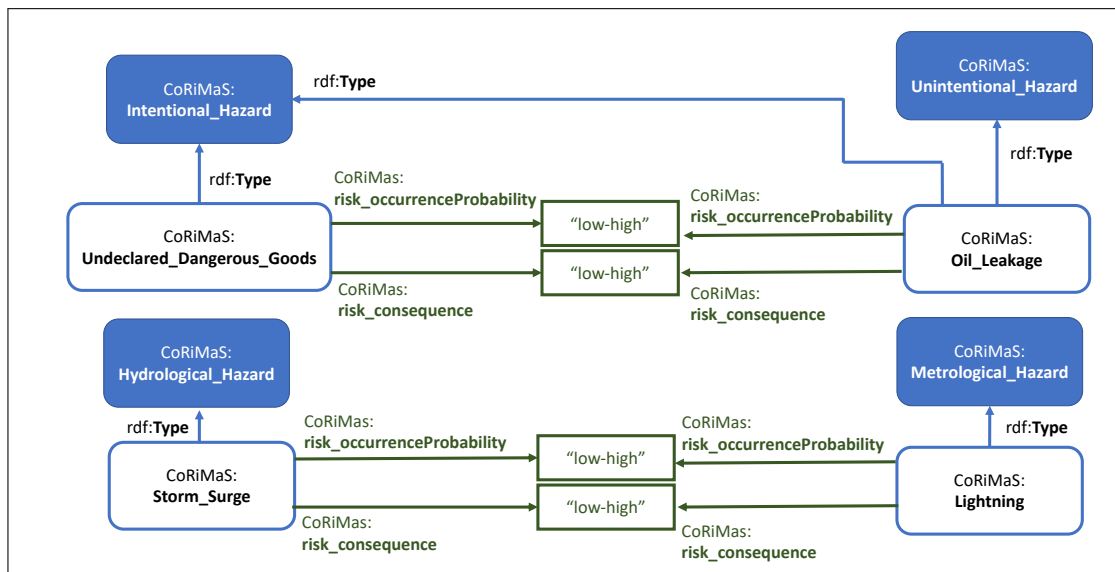 CoRiMaS:
Intentional_Hazard
rdf:Type
CoRiMaS:
Unintentional_Hazard
rdf:Type
rdf:Type
CoRiMas:
risk_occurrenceProbability
CoRiMas:
risk_occurrenceProbability
CoRiMaS:
Undeclared_Dangerous_Goods
“low-high”
“low-high”
CoRiMaS:
Oil_Leakage
CoRiMas:
risk_consequence
CoRiMas:
risk_consequence
CoRiMaS:
Hydrological_Hazard
CoRiMaS:
Metrological_Hazard
rdf:Type
CoRiMas:
risk_occurrenceProbability
CoRiMas:
risk_occurrenceProbability
rdf:Type
CoRiMaS:
Storm_Surge
“low-high”
“low-high”
CoRiMaS:
Lightning
CoRiMas:
risk_consequence
CoRiMas:
risk_consequence